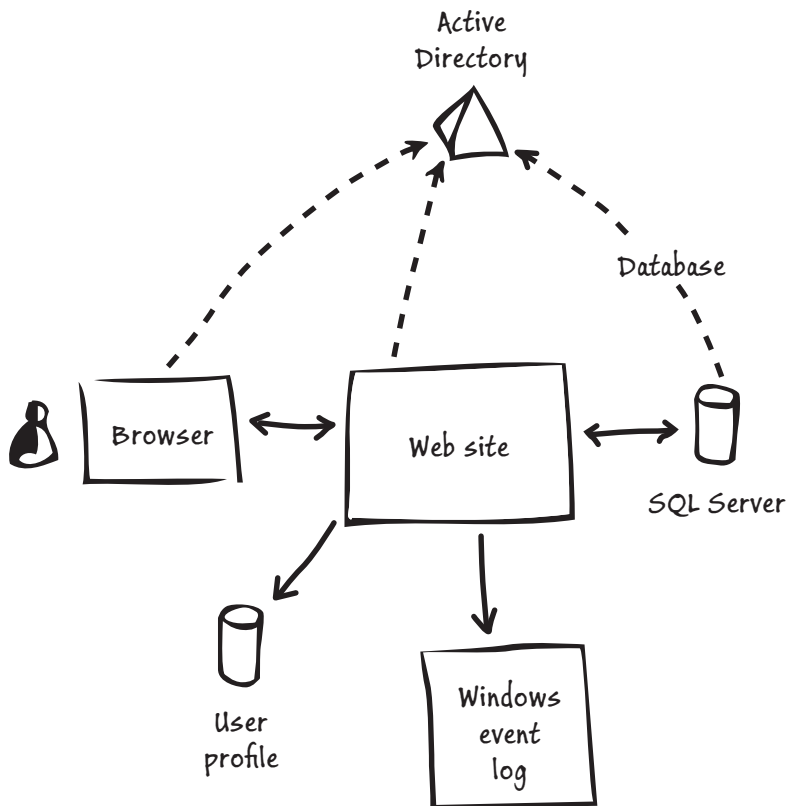 Active
Directory
Database
Browser
Web site
SQL Server
User
profile
Windows
event
log